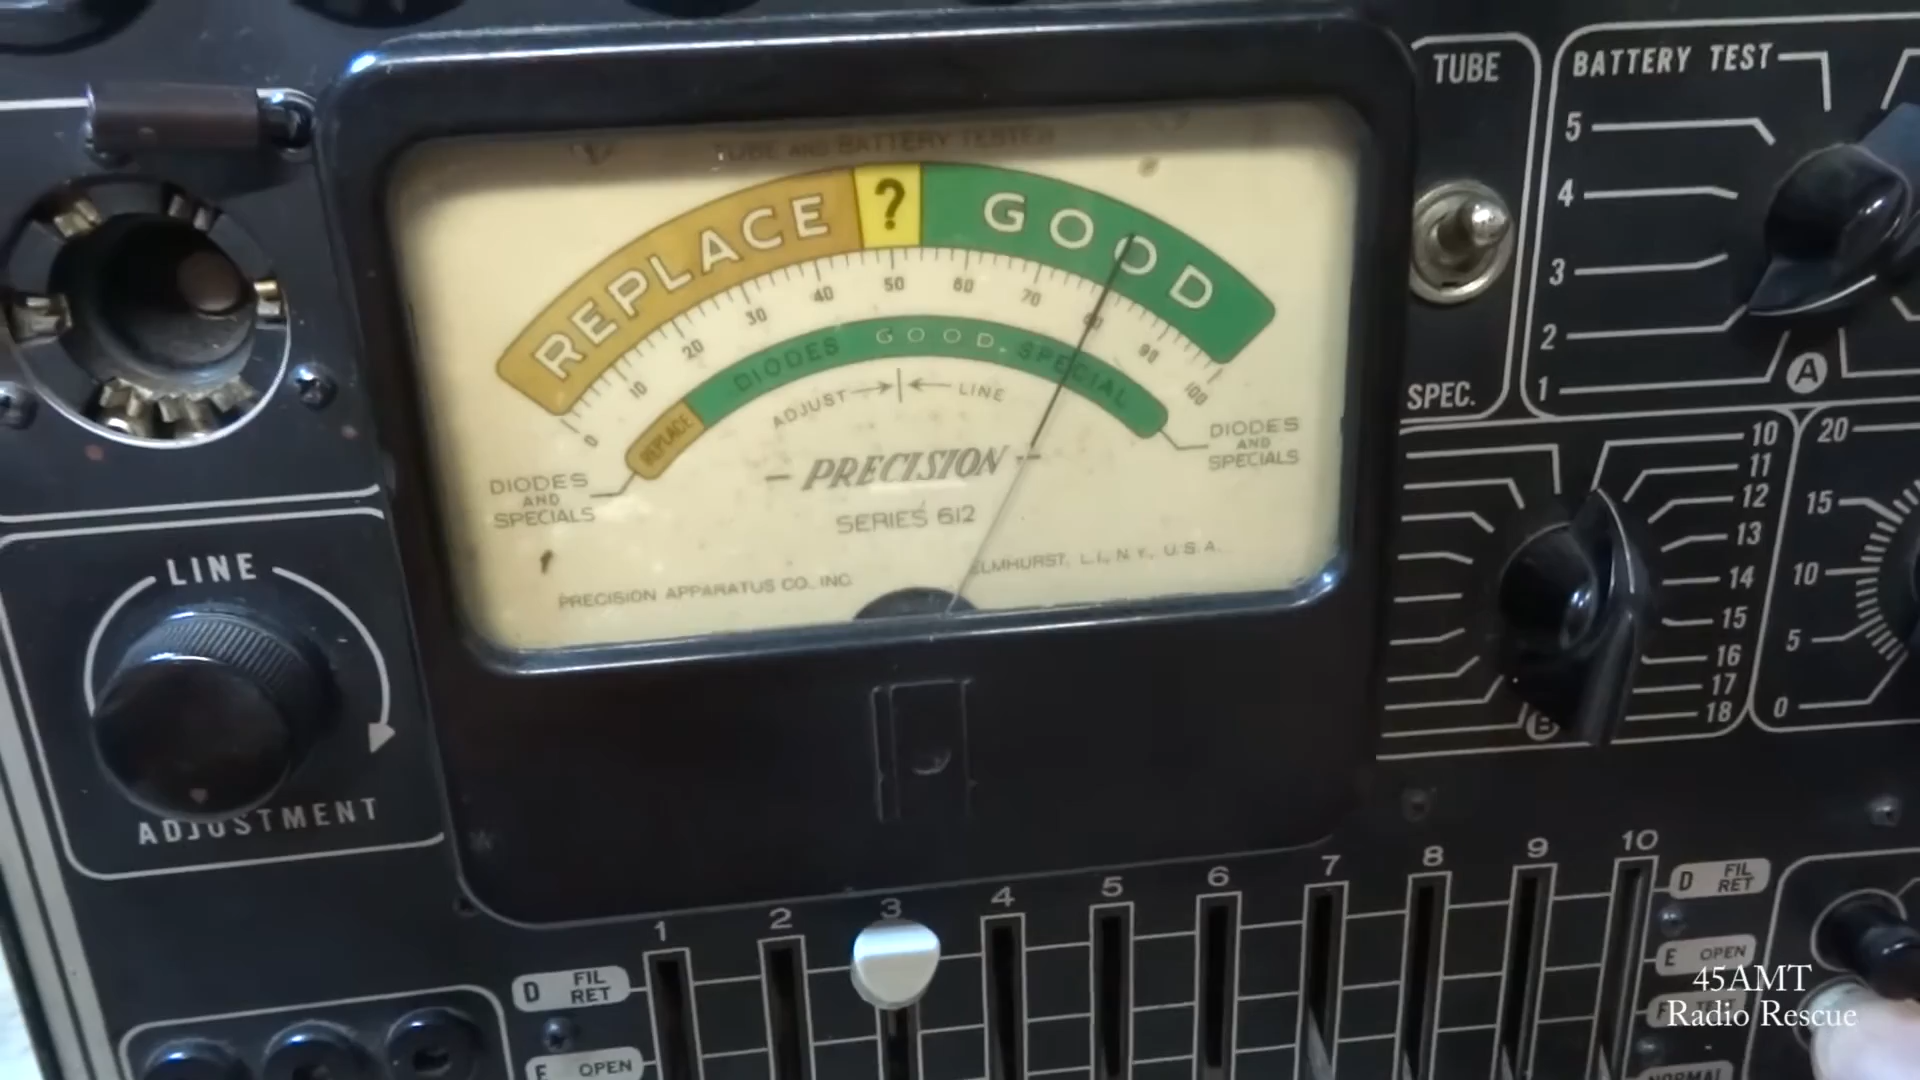 TUBE AND BATTERY TESTER
REPLACE ? GOOD
0 10 20 30 40 50 60 70 80 90 100
REPLACE DIODES GOOD. SPECIAL
ADJUST LINE
DIODES
AND
SPECIALS
DIODES
AND
SPECIALS
- PRECISION -
SERIES 612
PRECISION APPARATUS CO., INC.
ELMHURST, L.I., N.Y., U.S.A.
LINE
ADJUSTMENT
TUBE
SPEC.
BATTERY TEST
5
4
3
2
1
A
10
11
12
13
14
15
16
17
18
B
20
15
10
5
0
1 2 3 4 5 6 7 8 9 10
D FIL
RET
E OPEN
D FIL
RET
E OPEN
F
NORMAL
45AMT
Radio Rescue